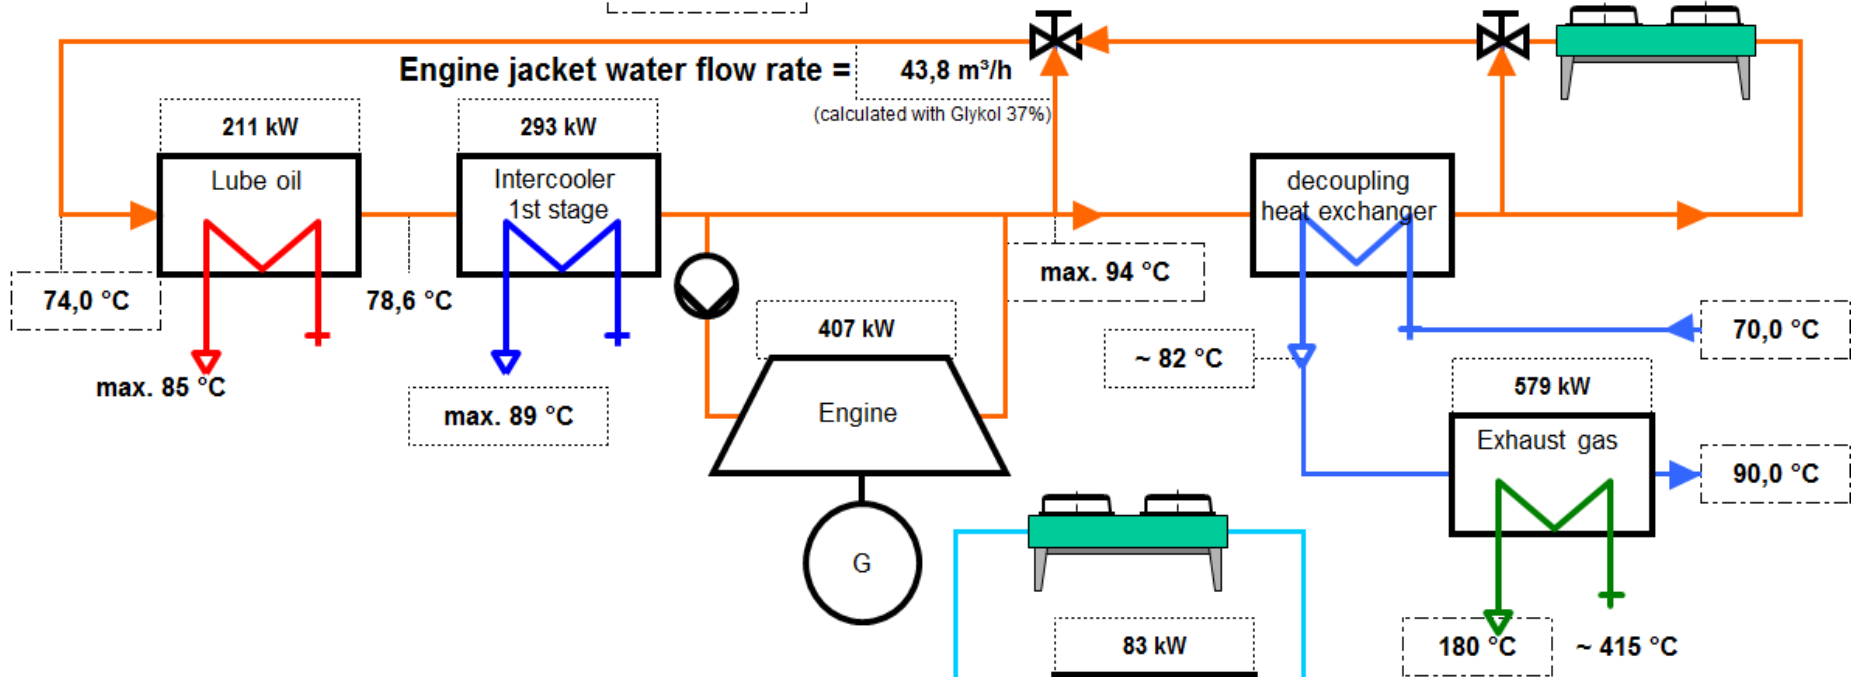 Engine jacket water flow rate = 43,8 m³/h
(calculated with Glykol 37%)
211 kW
293 kW
Lube oil
Intercooler
1st stage
decoupling
heat exchanger
74,0 °C
78,6 °C
max. 94 °C
max. 85 °C
max. 89 °C
407 kW
Engine
G
~ 82 °C
70,0 °C
579 kW
Exhaust gas
90,0 °C
83 kW
180 °C
~ 415 °C